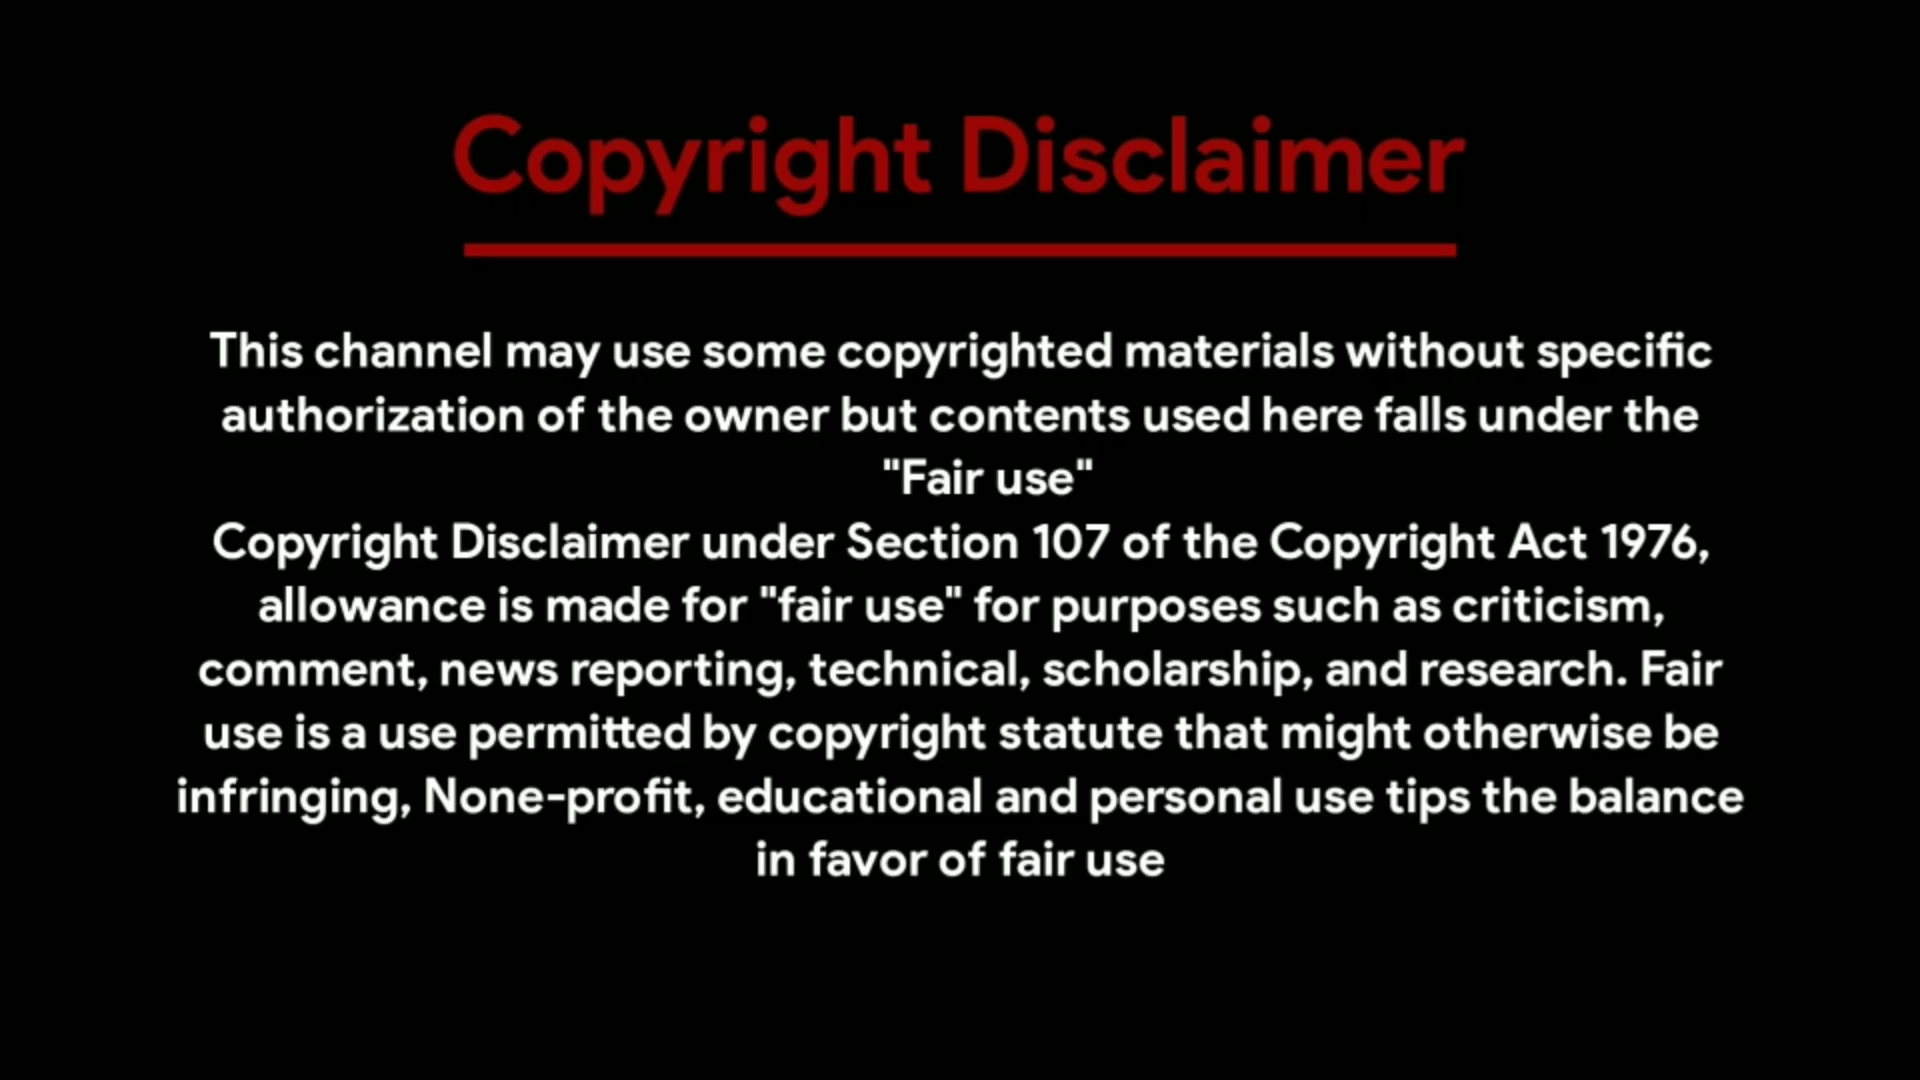 Copyright Disclaimer
This channel may use some copyrighted materials without specific
authorization of the owner but contents used here falls under the
"Fair use"
Copyright Disclaimer under Section 107 of the Copyright Act 1976,
allowance is made for "fair use" for purposes such as criticism,
comment, news reporting, technical, scholarship, and research. Fair
use is a use permitted by copyright statute that might otherwise be
infringing, None-profit, educational and personal use tips the balance
in favor of fair use